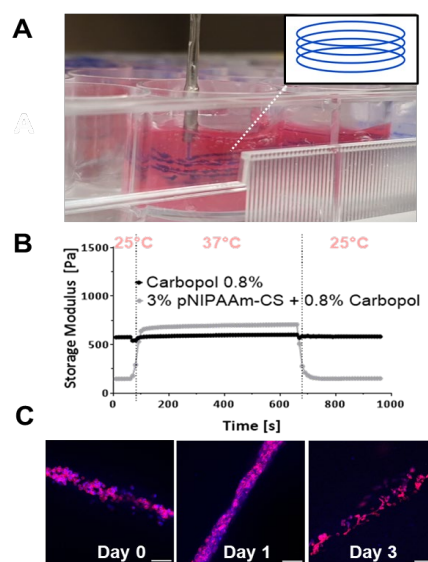 A
B
1500
1000
500
0
Storage Modulus [Pa]
25°C
37°C
25°C
Carbopol 0.8%
3% pNIPAAm-CS + 0.8% Carbopol
0
200
400
600
800
1000
Time [s]
C
Day 0
Day 1
Day 3